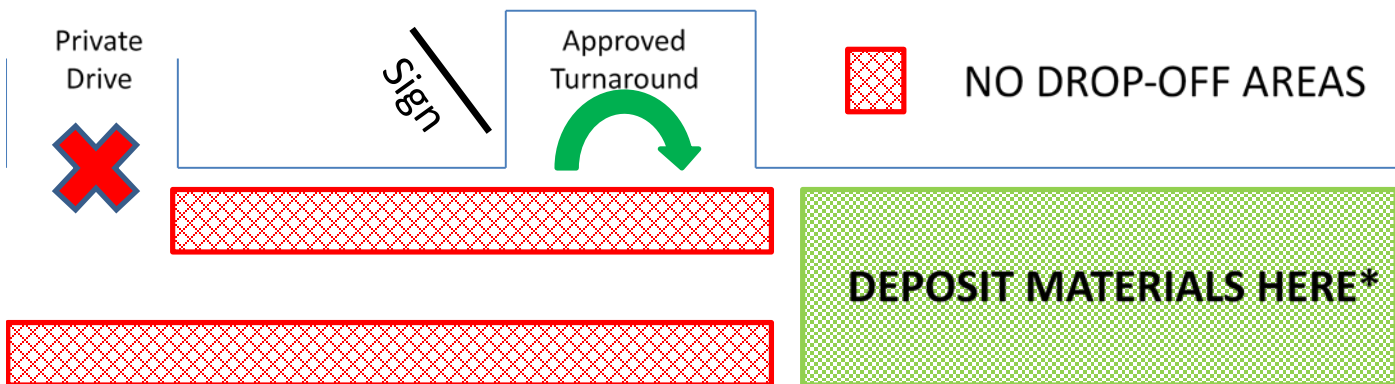 Private
Drive
Sign
Approved
Turnaround
NO DROP-OFF AREAS
DEPOSIT MATERIALS HERE*